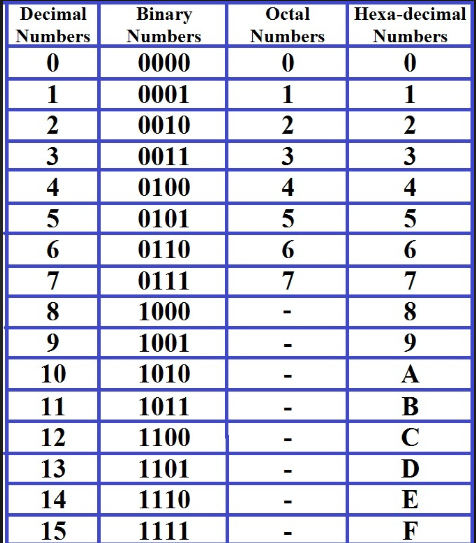 Decimal Numbers Binary Numbers Octal Numbers Hexa-decimal Numbers
0 0000 0 0
1 0001 1 1
2 0010 2 2
3 0011 3 3
4 0100 4 4
5 0101 5 5
6 0110 6 6
7 0111 7 7
8 1000 - 8
9 1001 - 9
10 1010 - A
11 1011 - B
12 1100 - C
13 1101 - D
14 1110 - E
15 1111 - F